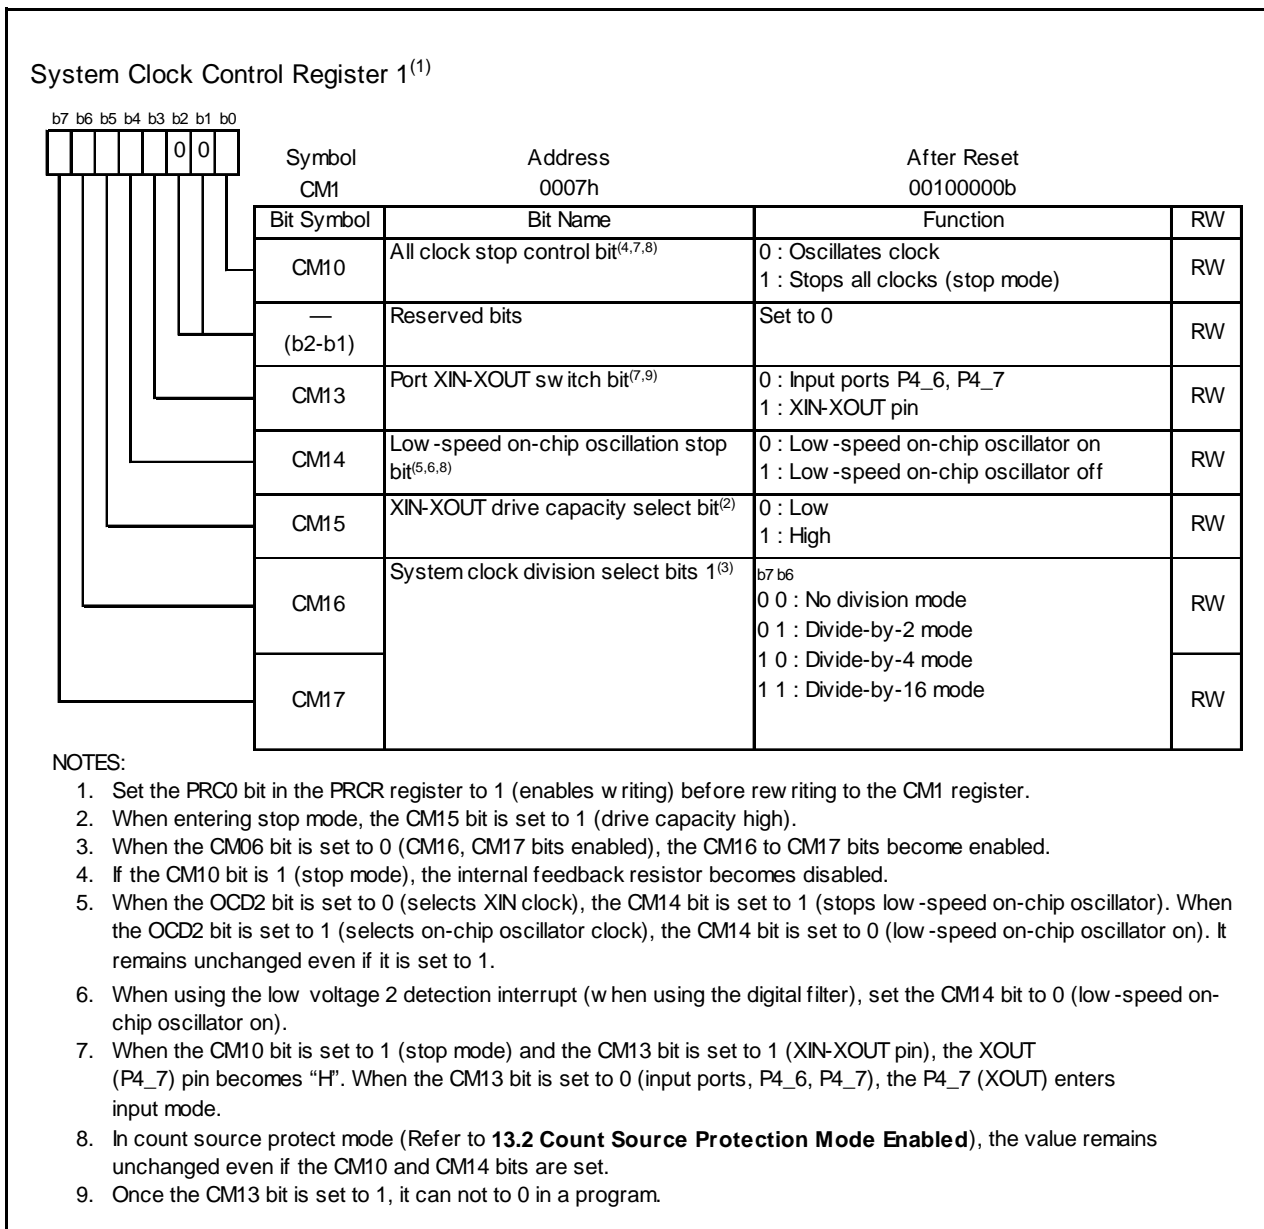 System Clock Control Register 1(1)
b7 b6 b5 b4 b3 b2 b1 b0
0 0
Symbol Address After Reset
CM1 0007h 00100000b
Bit Symbol Bit Name Function RW
CM10 All clock stop control bit(4,7,8) 0 : Oscillates clock RW
1 : Stops all clocks (stop mode)
— Reserved bits Set to 0 RW
(b2-b1)
CM13 Port XIN-XOUT switch bit(7,9) 0 : Input ports P4_6, P4_7 RW
1 : XIN-XOUT pin
CM14 Low-speed on-chip oscillation stop 0 : Low-speed on-chip oscillator on RW
bit(5,6,8) 1 : Low-speed on-chip oscillator off
CM15 XIN-XOUT drive capacity select bit(2) 0 : Low RW
1 : High
CM16 System clock division select bits 1(3) b7 b6 RW
0 0 : No division mode
0 1 : Divide-by-2 mode
1 0 : Divide-by-4 mode
CM17 1 1 : Divide-by-16 mode RW
NOTES:
1. Set the PRC0 bit in the PRCR register to 1 (enables writing) before rewriting to the CM1 register.
2. When entering stop mode, the CM15 bit is set to 1 (drive capacity high).
3. When the CM06 bit is set to 0 (CM16, CM17 bits enabled), the CM16 to CM17 bits become enabled.
4. If the CM10 bit is 1 (stop mode), the internal feedback resistor becomes disabled.
5. When the OCD2 bit is set to 0 (selects XIN clock), the CM14 bit is set to 1 (stops low-speed on-chip oscillator). When
the OCD2 bit is set to 1 (selects on-chip oscillator clock), the CM14 bit is set to 0 (low-speed on-chip oscillator on). It
remains unchanged even if it is set to 1.
6. When using the low voltage 2 detection interrupt (when using the digital filter), set the CM14 bit to 0 (low-speed on-
chip oscillator on).
7. When the CM10 bit is set to 1 (stop mode) and the CM13 bit is set to 1 (XIN-XOUT pin), the XOUT
(P4_7) pin becomes “H”. When the CM13 bit is set to 0 (input ports, P4_6, P4_7), the P4_7 (XOUT) enters
input mode.
8. In count source protect mode (Refer to 13.2 Count Source Protection Mode Enabled), the value remains
unchanged even if the CM10 and CM14 bits are set.
9. Once the CM13 bit is set to 1, it can not to 0 in a program.